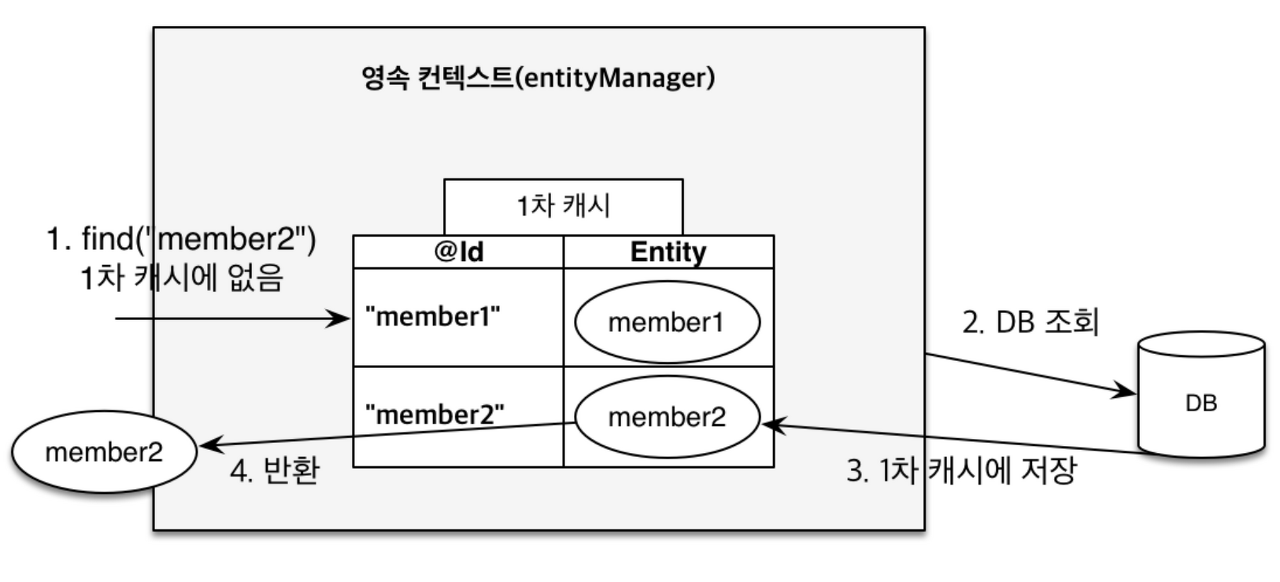 영속 컨텍스트(entityManager)
1차 캐시
1. find("member2")
1차 캐시에 없음
@Id
Entity
"member1"
member1
2. DB 조회
DB
"member2"
member2
member2
4. 반환
3. 1차 캐시에 저장